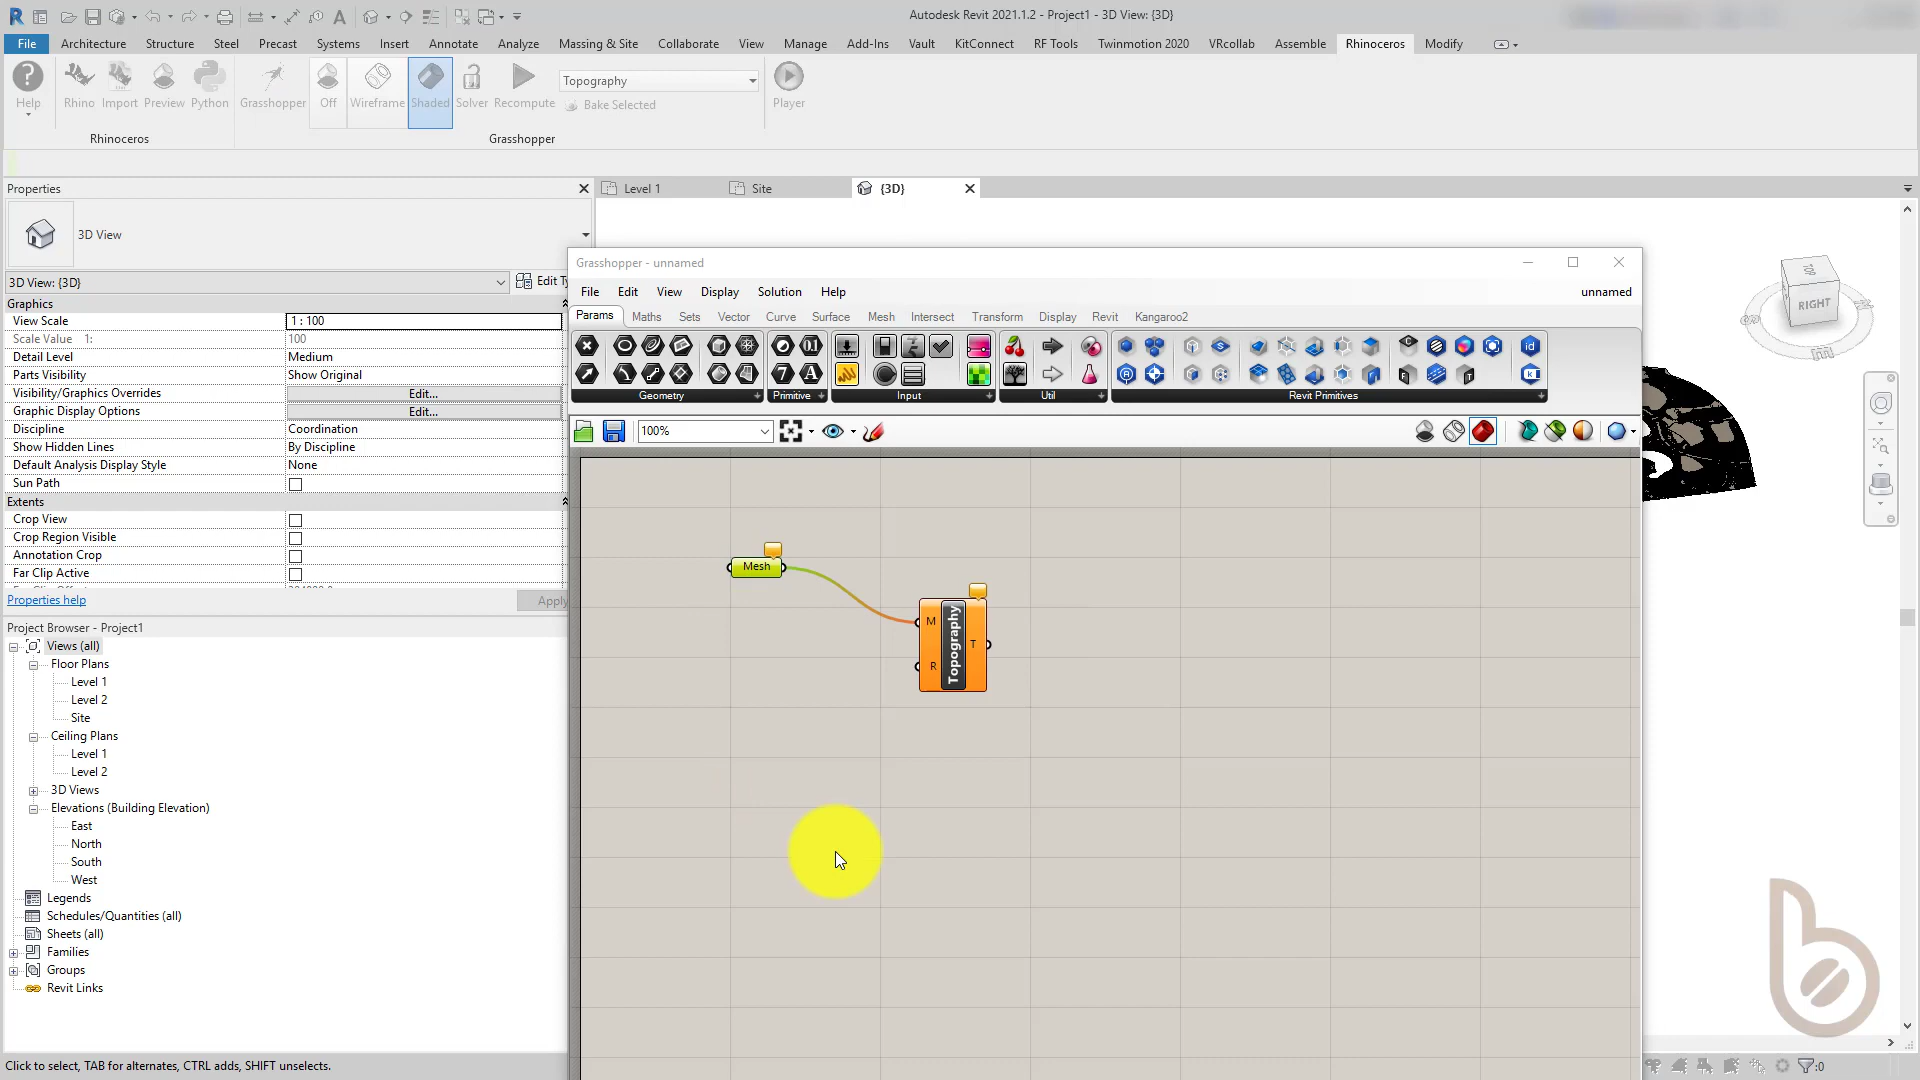 Autodesk Revit 2021.1.2 - Project1 - 3D View: {3D}
File Architecture Structure Steel Precast Systems Insert Annotate Analyze Massing & Site Collaborate View Manage Add-Ins Vault KitConnect RF Tools Twinmotion 2020 VRcollab Assemble Rhinoceros Modify
Topography
Help Rhino Import Preview Python Grasshopper Off Wireframe Shaded Solver Recompute Bake Selected Player
Rhinoceros Grasshopper
Properties
Level 1 Site {3D}
3D View
3D View: {3D} Edit Ty
Graphics
View Scale 1 : 100
Scale Value 1: 100
Detail Level Medium
Parts Visibility Show Original
Visibility/Graphics Overrides Edit...
Graphic Display Options Edit...
Discipline Coordination
Show Hidden Lines By Discipline
Default Analysis Display Style None
Sun Path
Extents
Crop View
Crop Region Visible
Annotation Crop
Far Clip Active
Properties help Apply
Project Browser - Project1
Views (all)
Floor Plans
Level 1
Level 2
Site
Ceiling Plans
Level 1
Level 2
3D Views
Elevations (Building Elevation)
East
North
South
West
Legends
Schedules/Quantities (all)
Sheets (all)
Families
Groups
Revit Links
Click to select, TAB for alternates, CTRL adds, SHIFT unselects.
Grasshopper - unnamed
File Edit View Display Solution Help unnamed
Params Maths Sets Vector Curve Surface Mesh Intersect Transform Display Revit Kangaroo2
Geometry Primitive Input Util Revit Primitives
100%
Mesh
M
R
Topography
T
TOP
RIGHT
:0